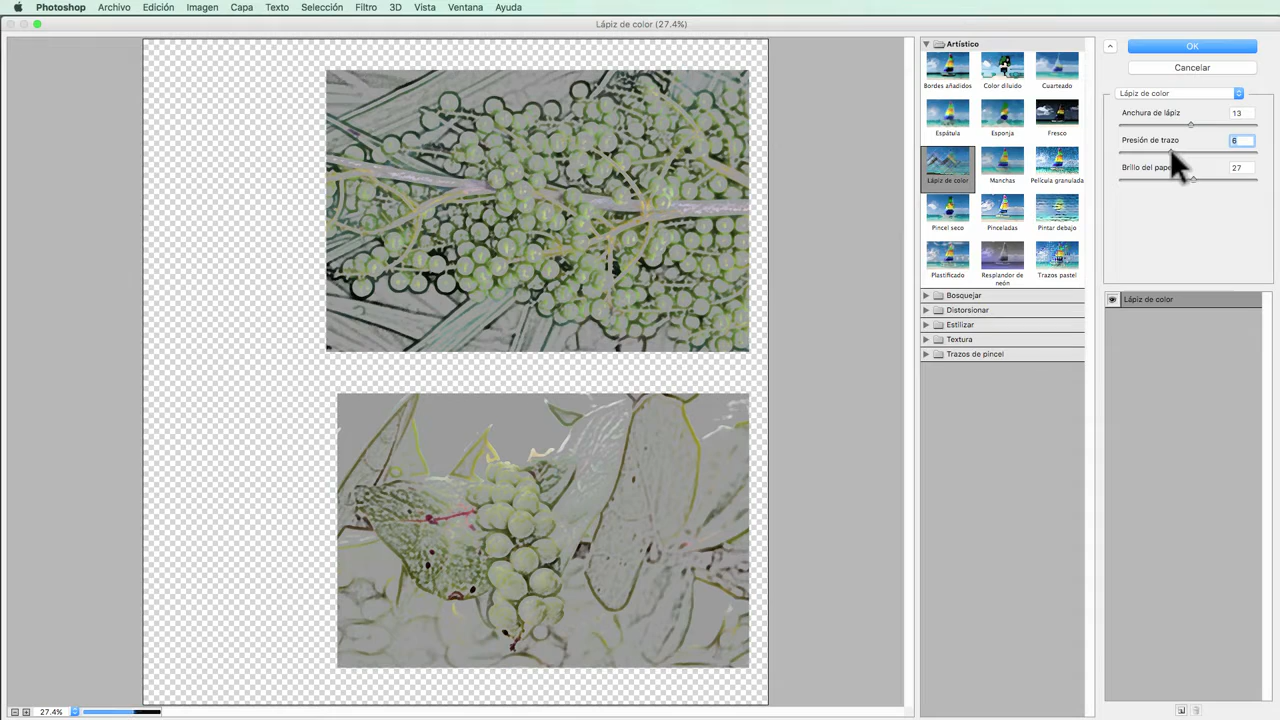 Photoshop Archivo Edición Imagen Capa Texto Selección Filtro 3D Vista Ventana Ayuda
Lápiz de color (27.4%)
Artístico
Bordes añadidos Color diluido Cuarteado
Espátula Esponja Fresco
Lápiz de color Manchas Película granulada
Pincel seco Pinceladas Pintar debajo
Plastificado Resplandor de neón Trazos pastel
Bosquejar
Distorsionar
Estilizar
Textura
Trazos de pincel
OK
Cancelar
Lápiz de color
Anchura de lápiz 13
Presión de trazo 6
Brillo del pape 27
Lápiz de color
27.4%